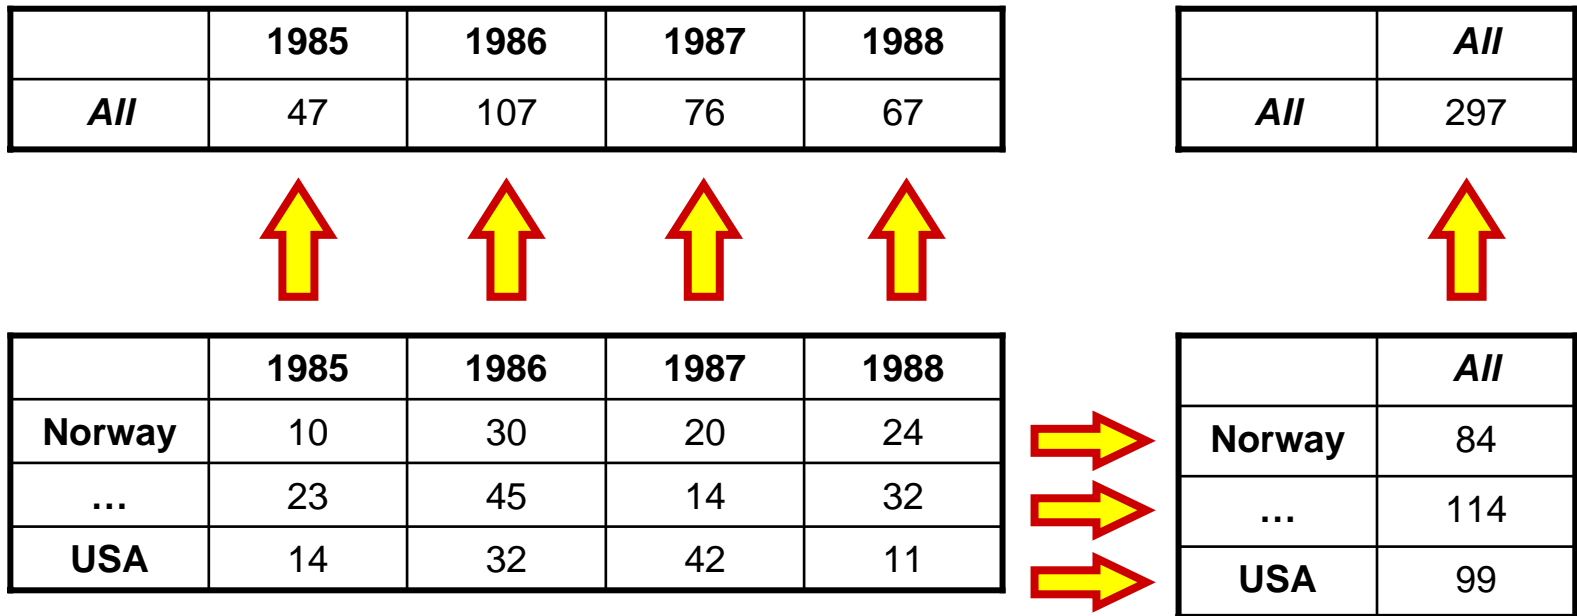 1985 1986 1987 1988
All 47 107 76 67
All
All 297
1985 1986 1987 1988
Norway 10 30 20 24
… 23 45 14 32
USA 14 32 42 11
All
Norway 84
… 114
USA 99